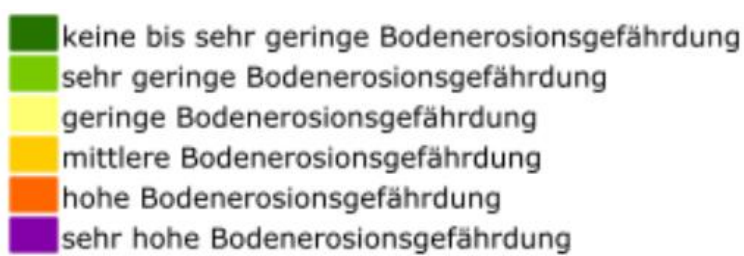 keine bis sehr geringe Bodenerosionsgefährdung
sehr geringe Bodenerosionsgefährdung
geringe Bodenerosionsgefährdung
mittlere Bodenerosionsgefährdung
hohe Bodenerosionsgefährdung
sehr hohe Bodenerosionsgefährdung